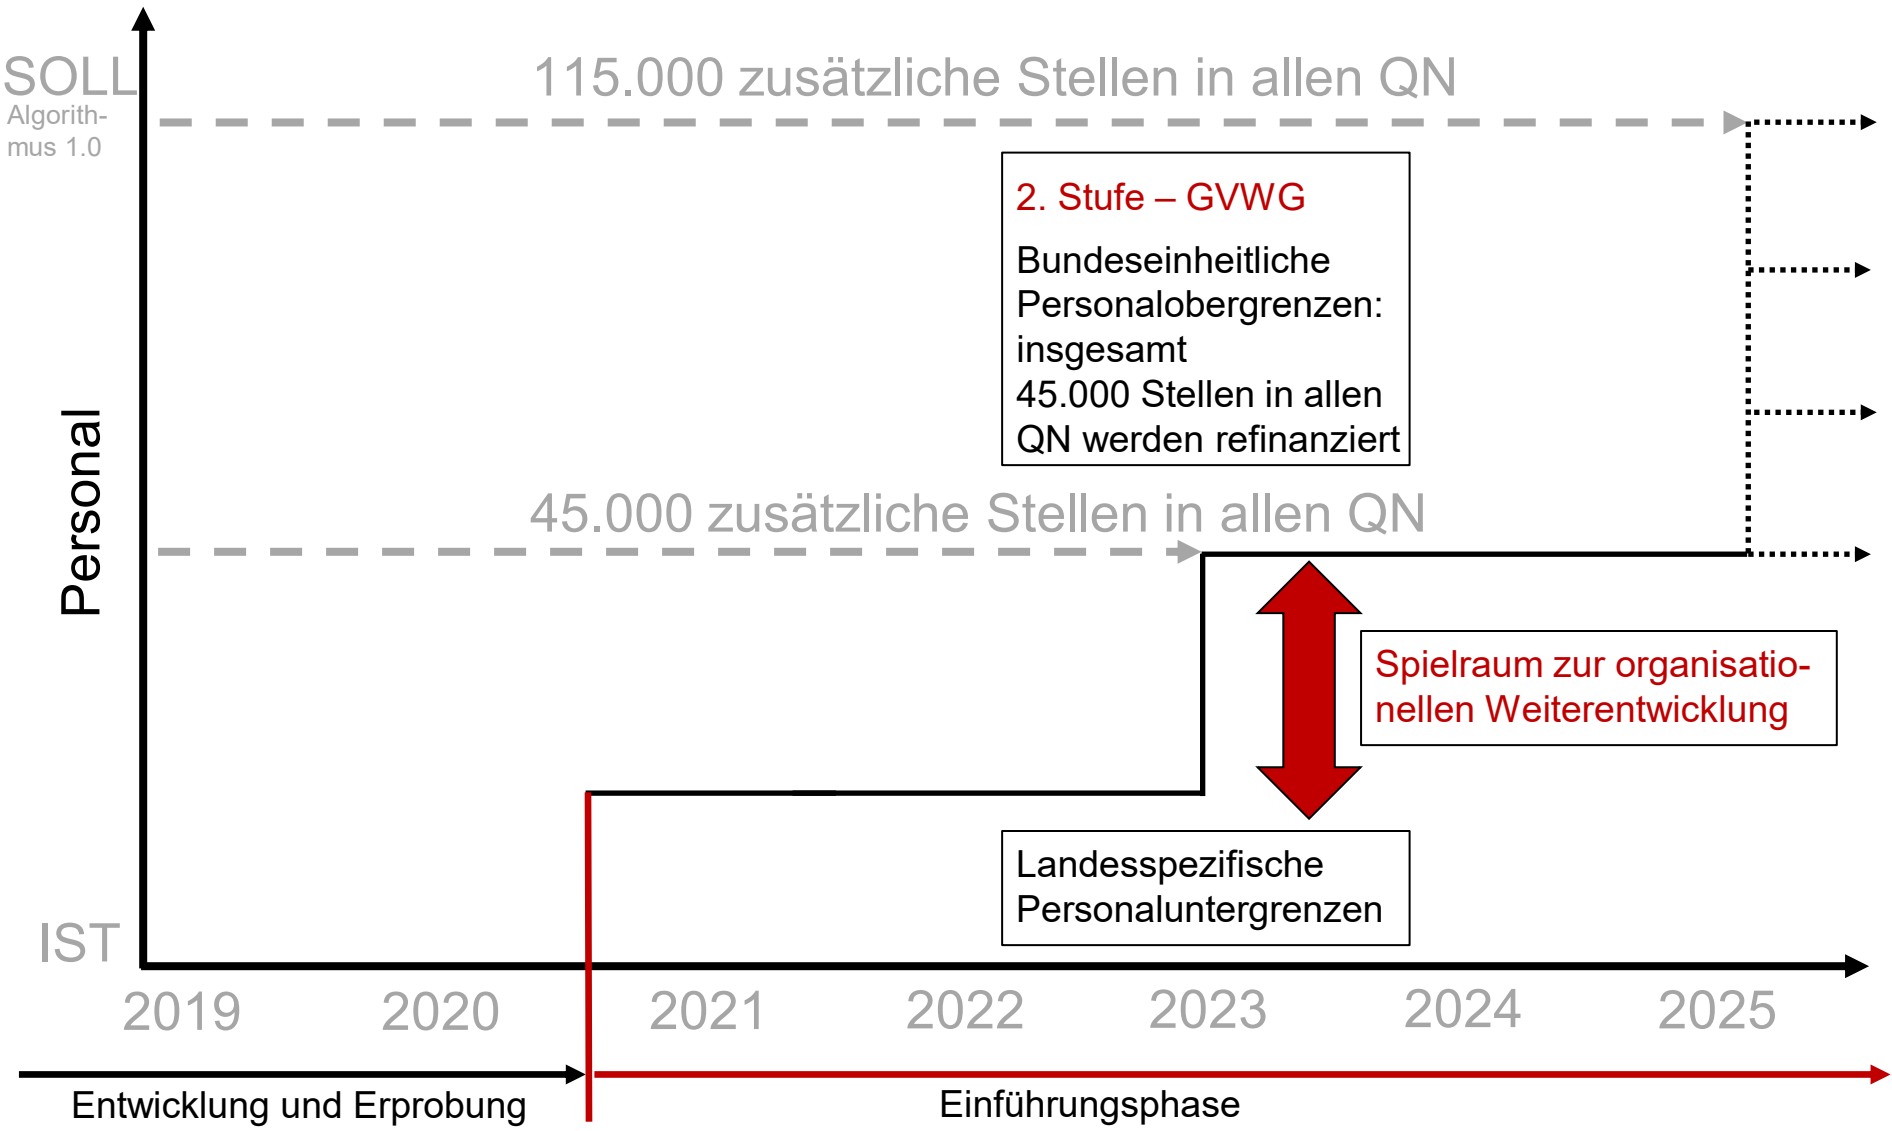 SOLL
Algorith-
mus 1.0
115.000 zusätzliche Stellen in allen QN
2. Stufe – GVWG
Bundeseinheitliche
Personalobergrenzen:
insgesamt
45.000 Stellen in allen
QN werden refinanziert
Personal
45.000 zusätzliche Stellen in allen QN
Spielraum zur organisatio-
nellen Weiterentwicklung
Landesspezifische
Personaluntergrenzen
IST
2019 2020 2021 2022 2023 2024 2025
Entwicklung und Erprobung
Einführungsphase